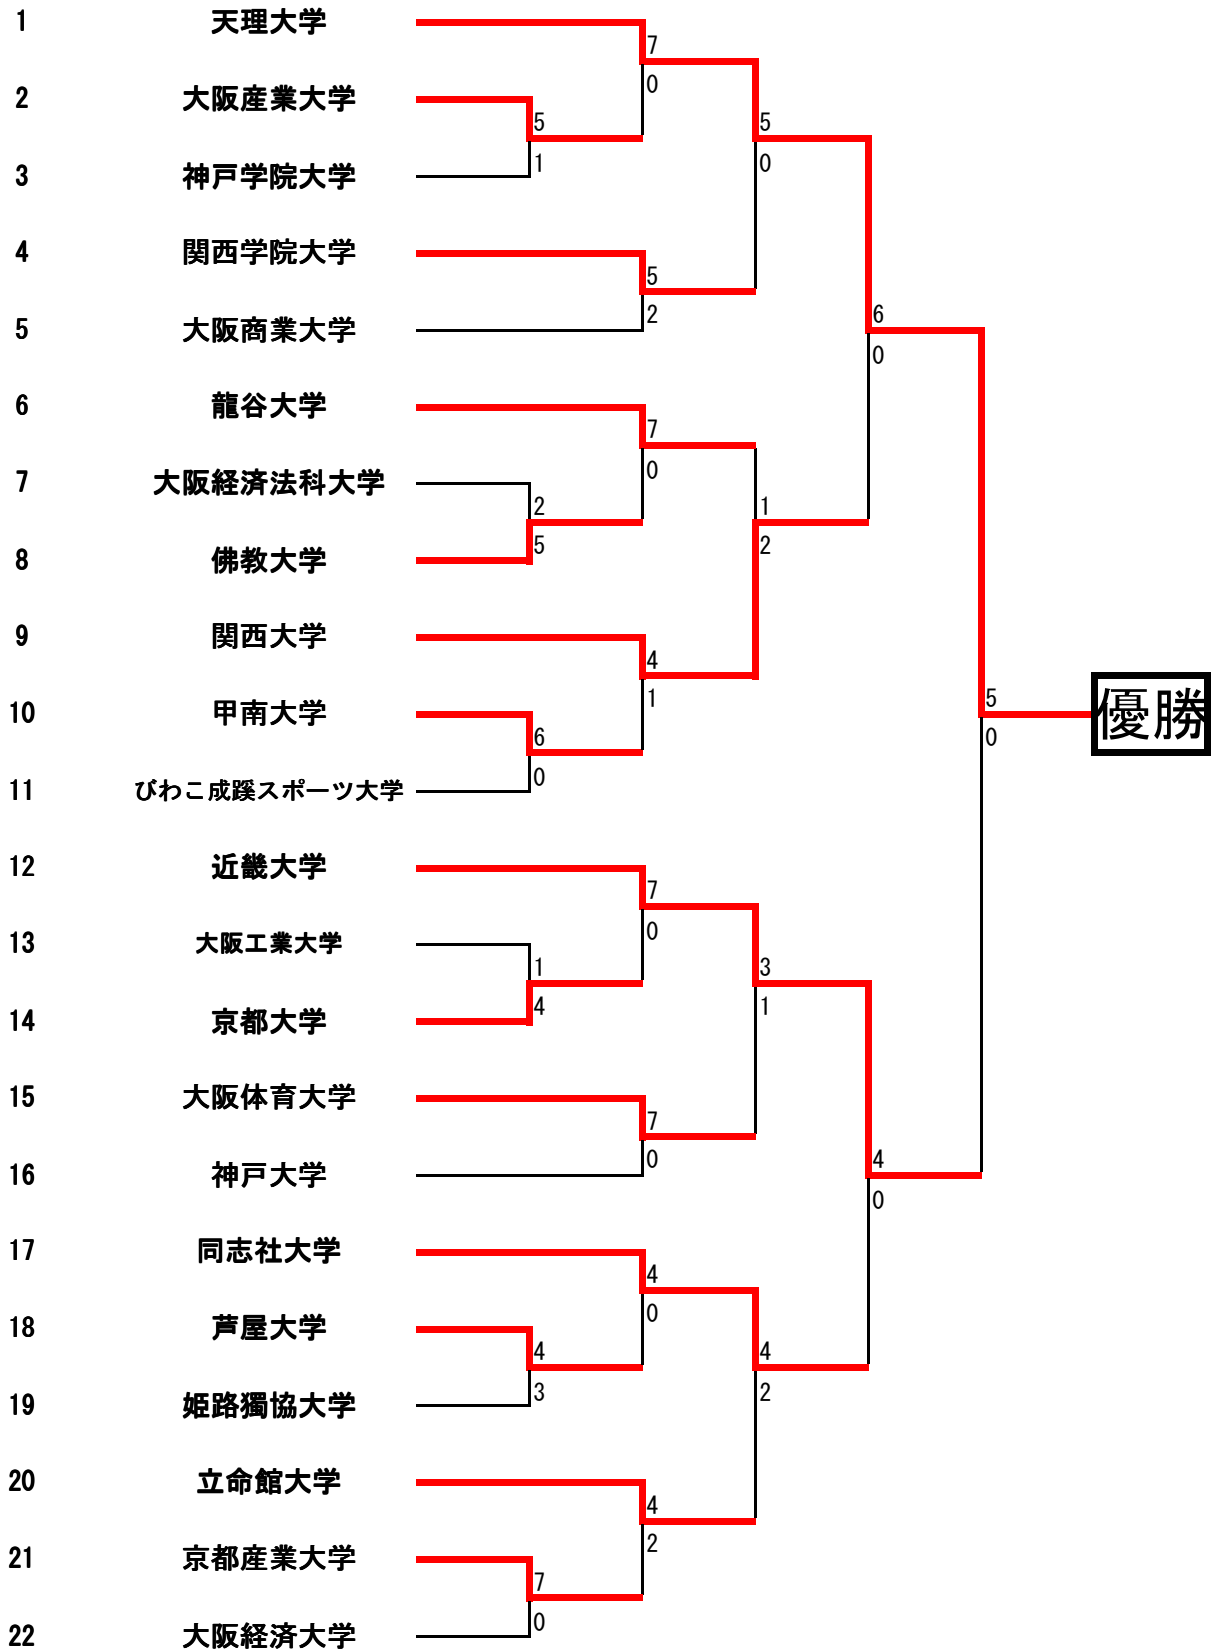 1 天理大学
7
0
2 大阪産業大学
5
5
1
0
3 神戸学院大学
4 関西学院大学
5
2
5 大阪商業大学
6
0
6 龍谷大学
7
0
7 大阪経済法科大学
2
1
5
2
8 佛教大学
9 関西大学
4
1
5
10 甲南大学
優勝
6
0
0
11 びわこ成蹊スポーツ大学
12 近畿大学
7
0
13 大阪工業大学
1
3
4
1
14 京都大学
15 大阪体育大学
7
0
4
16 神戸大学
0
17 同志社大学
4
0
18 芦屋大学
4
4
3
2
19 姫路獨協大学
20 立命館大学
4
2
21 京都産業大学
7
0
22 大阪経済大学